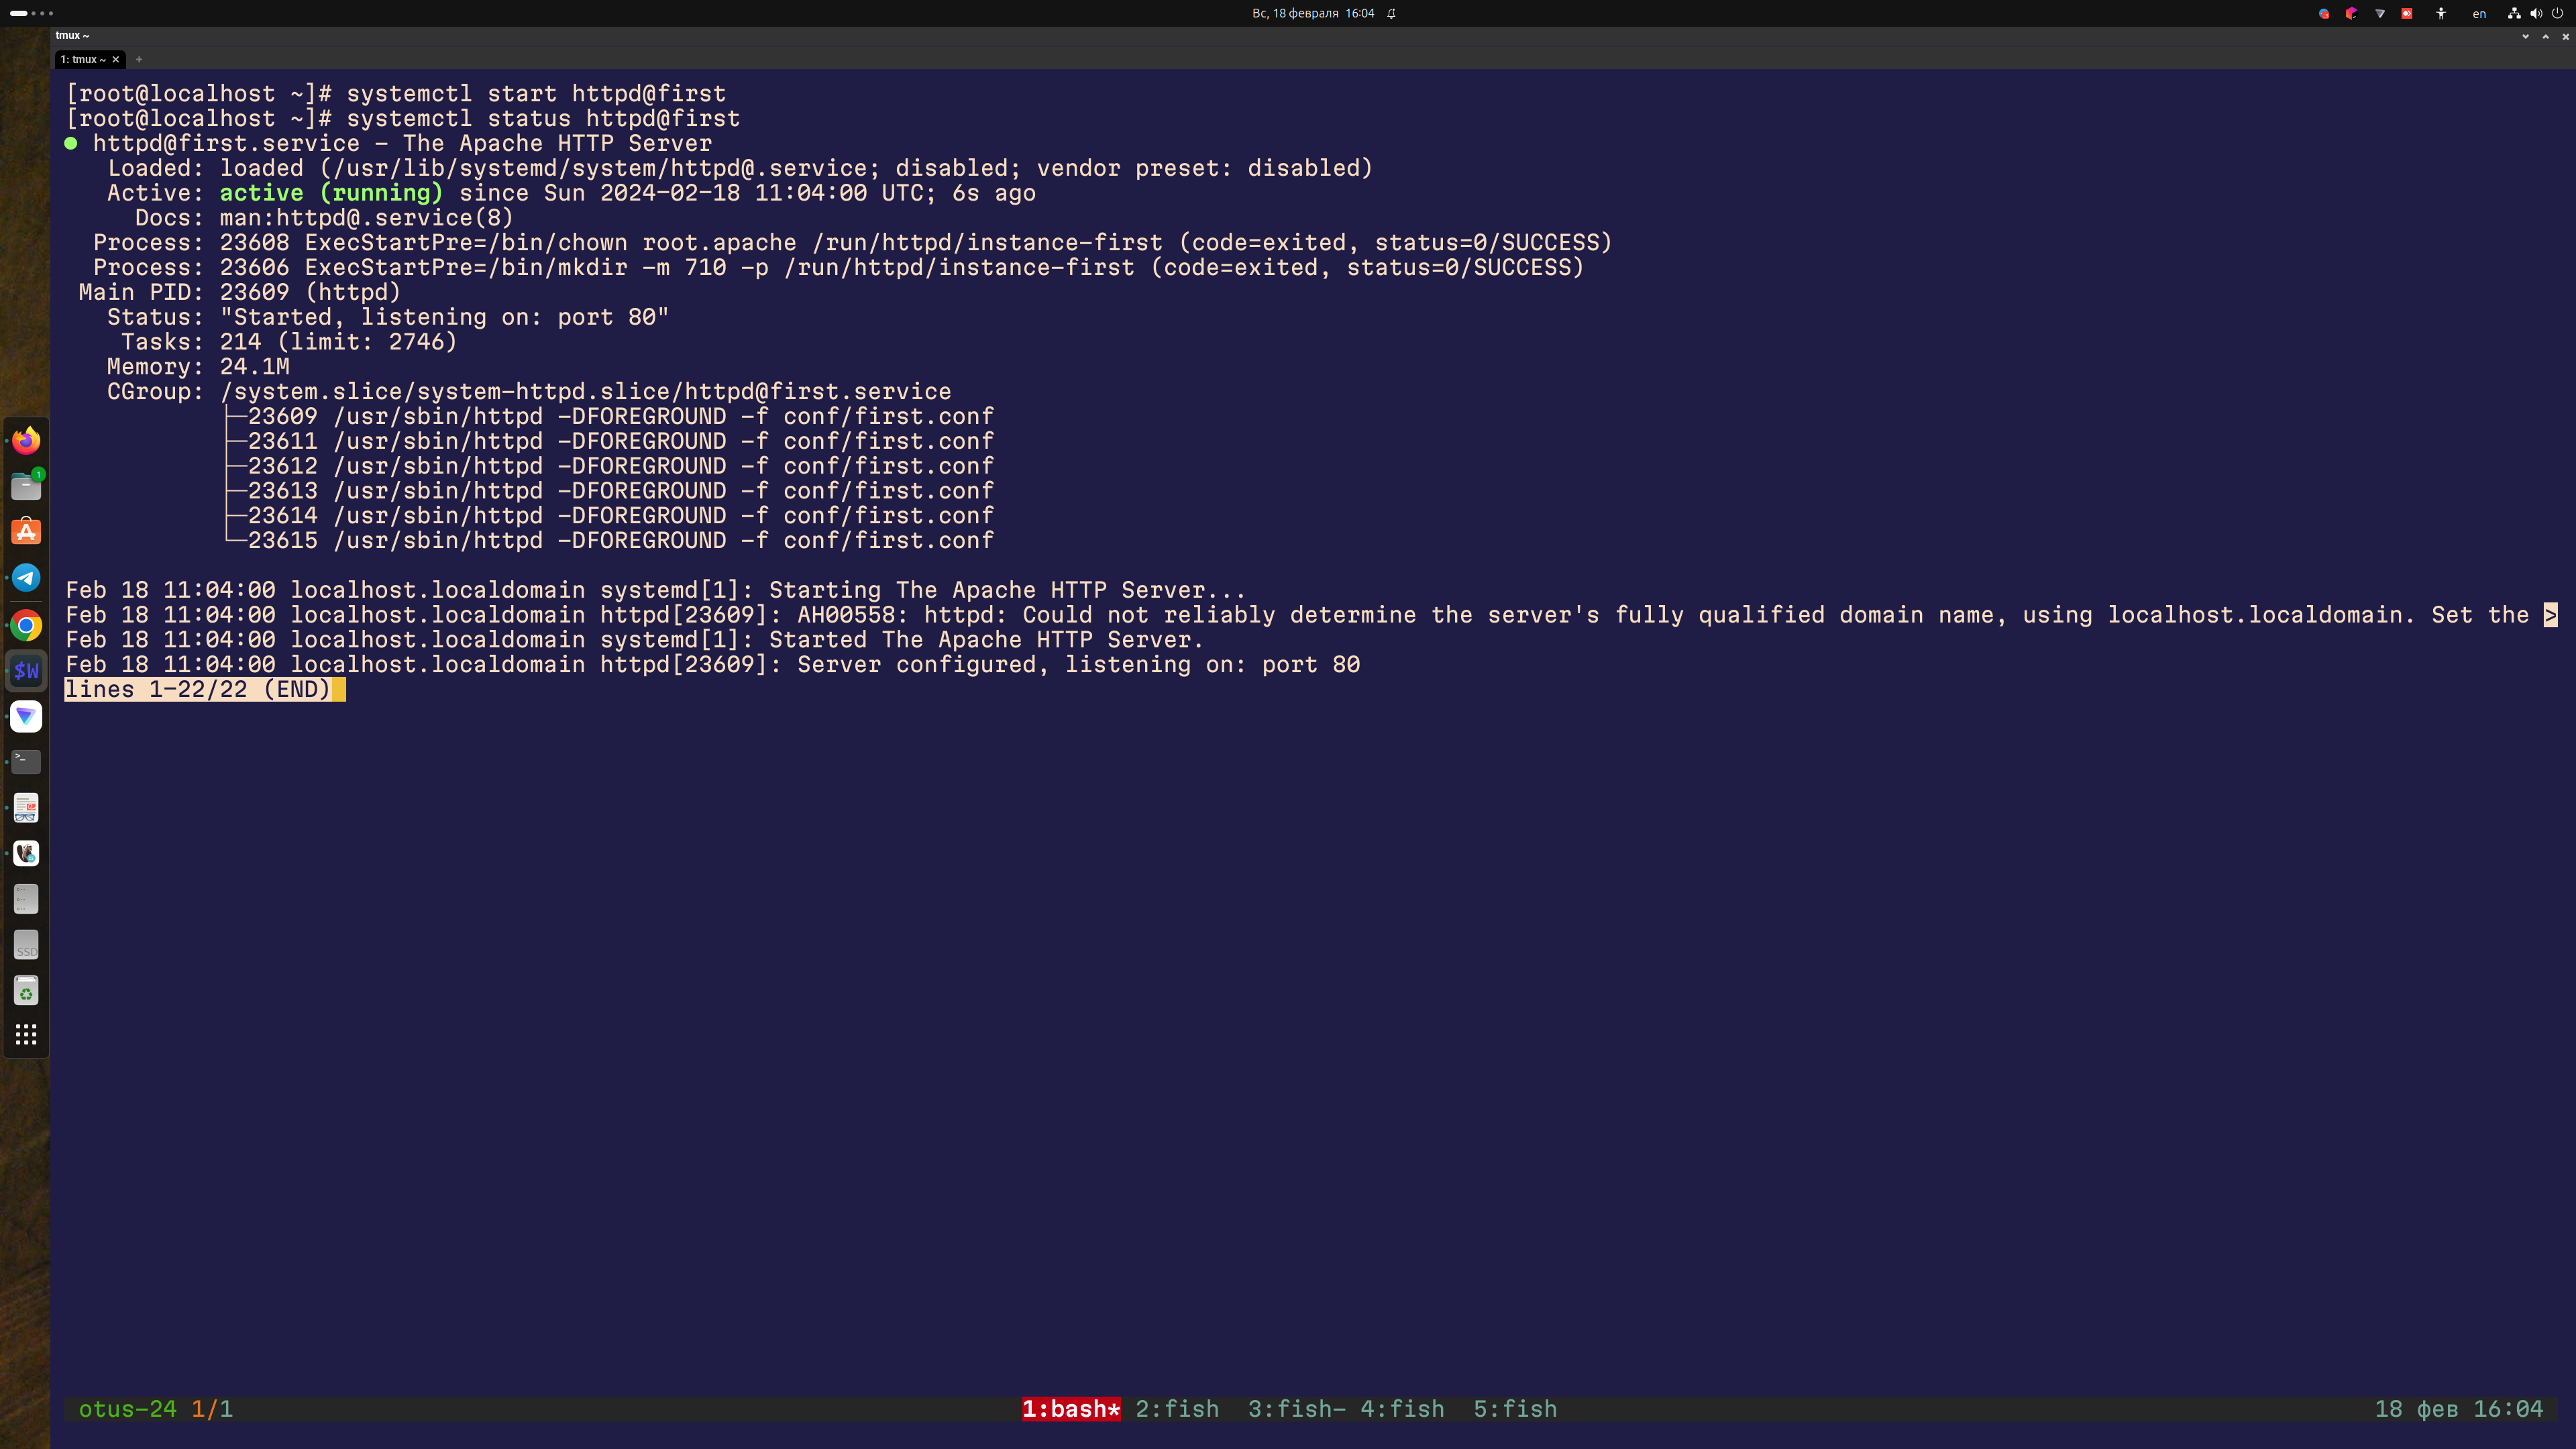 Вс, 18 февраля 16:04
en
tmux ~
1: tmux ~ × +
[root@localhost ~]# systemctl start httpd@first
[root@localhost ~]# systemctl status httpd@first
● httpd@first.service - The Apache HTTP Server
Loaded: loaded (/usr/lib/systemd/system/httpd@.service; disabled; vendor preset: disabled)
Active: active (running) since Sun 2024-02-18 11:04:00 UTC; 6s ago
Docs: man:httpd@.service(8)
Process: 23608 ExecStartPre=/bin/chown root.apache /run/httpd/instance-first (code=exited, status=0/SUCCESS)
Process: 23606 ExecStartPre=/bin/mkdir -m 710 -p /run/httpd/instance-first (code=exited, status=0/SUCCESS)
Main PID: 23609 (httpd)
Status: "Started, listening on: port 80"
Tasks: 214 (limit: 2746)
Memory: 24.1M
CGroup: /system.slice/system-httpd.slice/httpd@first.service
├─23609 /usr/sbin/httpd -DFOREGROUND -f conf/first.conf
├─23611 /usr/sbin/httpd -DFOREGROUND -f conf/first.conf
├─23612 /usr/sbin/httpd -DFOREGROUND -f conf/first.conf
├─23613 /usr/sbin/httpd -DFOREGROUND -f conf/first.conf
├─23614 /usr/sbin/httpd -DFOREGROUND -f conf/first.conf
└─23615 /usr/sbin/httpd -DFOREGROUND -f conf/first.conf
Feb 18 11:04:00 localhost.localdomain systemd[1]: Starting The Apache HTTP Server...
Feb 18 11:04:00 localhost.localdomain httpd[23609]: AH00558: httpd: Could not reliably determine the server's fully qualified domain name, using localhost.localdomain. Set the >
Feb 18 11:04:00 localhost.localdomain systemd[1]: Started The Apache HTTP Server.
Feb 18 11:04:00 localhost.localdomain httpd[23609]: Server configured, listening on: port 80
lines 1-22/22 (END)
1
$W
>_
SSD
otus-24 1/1 1:bash* 2:fish 3:fish- 4:fish 5:fish 18 фев 16:04